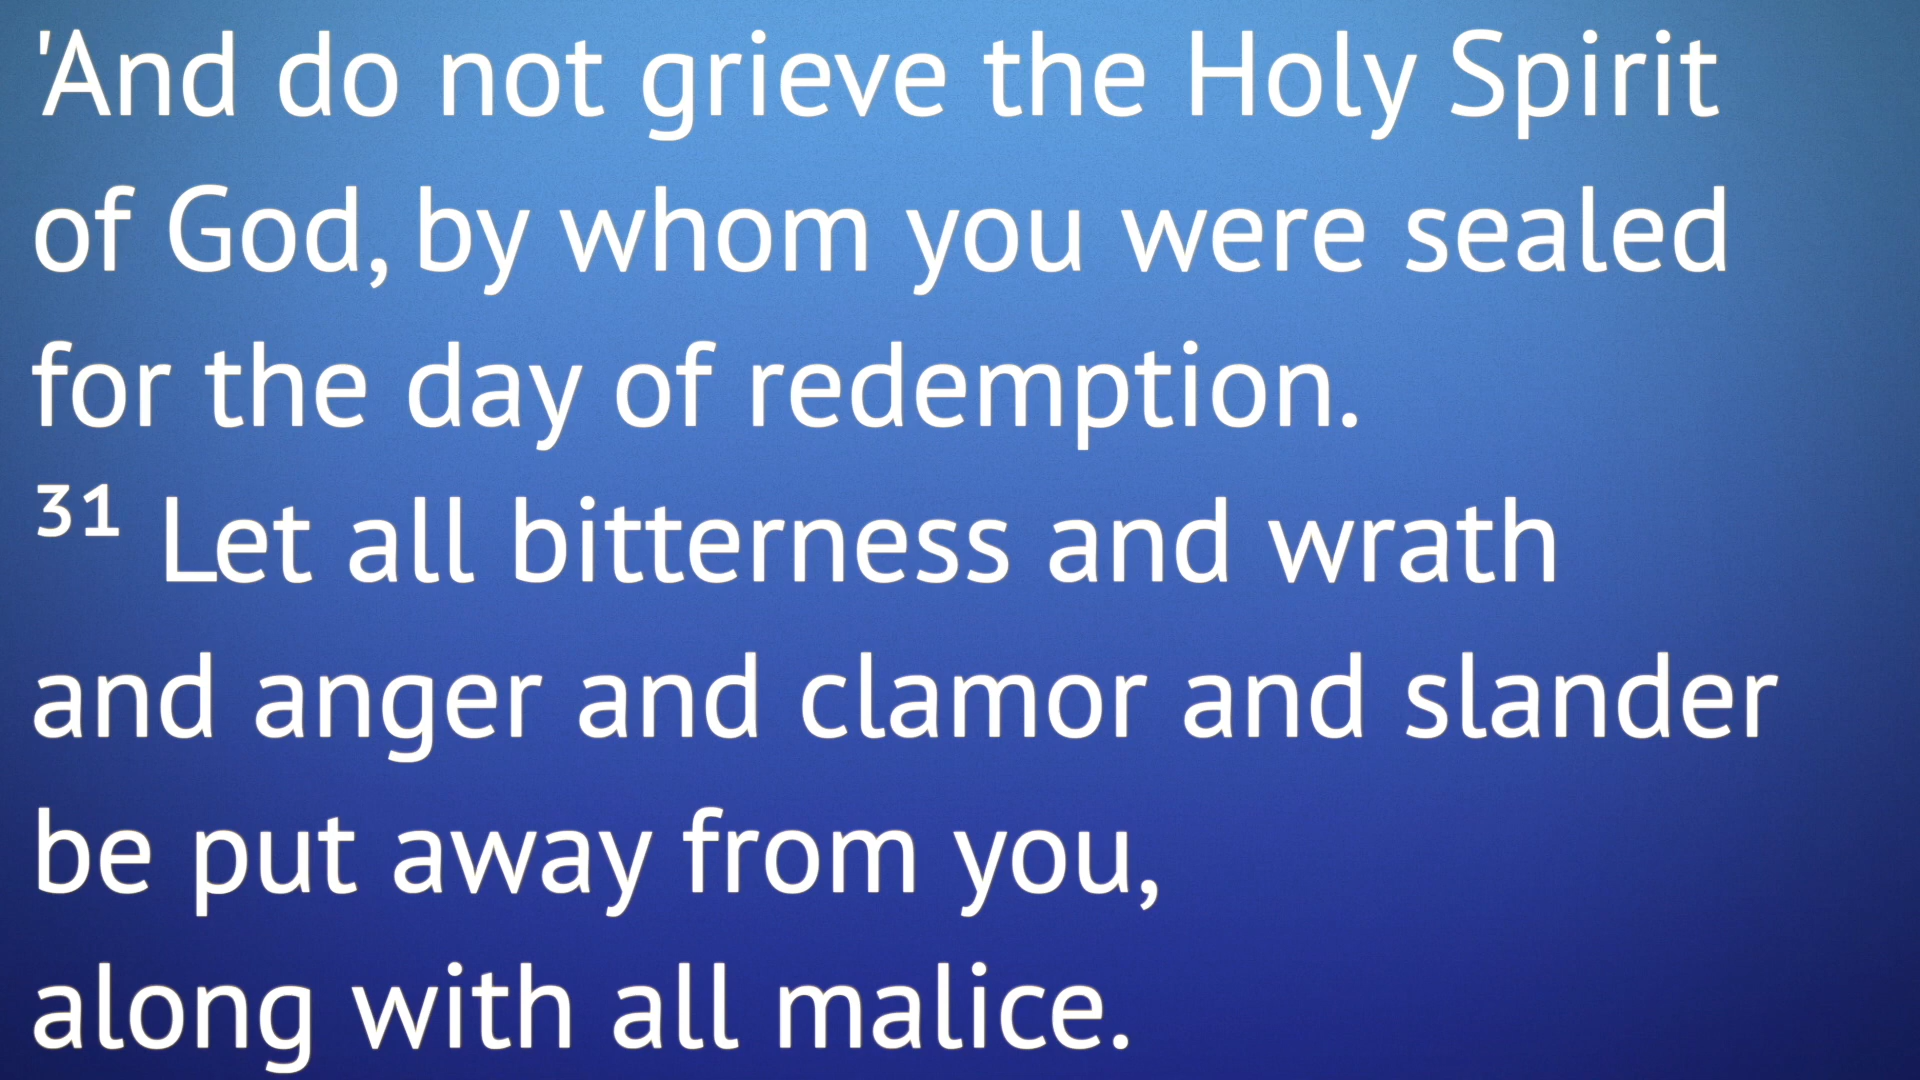 'And do not grieve the Holy Spirit
of God, by whom you were sealed
for the day of redemption.
31 Let all bitterness and wrath
and anger and clamor and slander
be put away from you,
along with all malice.